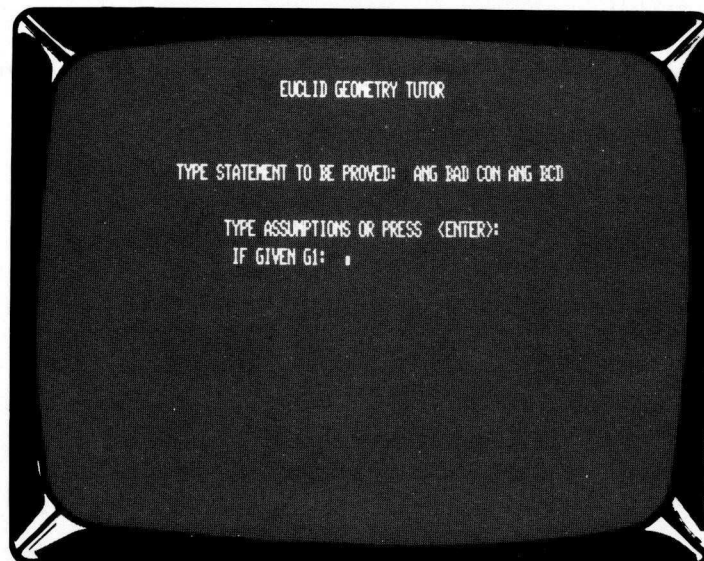 EUCLID GEOMETRY TUTOR
TYPE STATEMENT TO BE PROVED: ANG BAD CON ANG BCD
TYPE ASSUMPTIONS OR PRESS <ENTER>:
IF GIVEN G1: